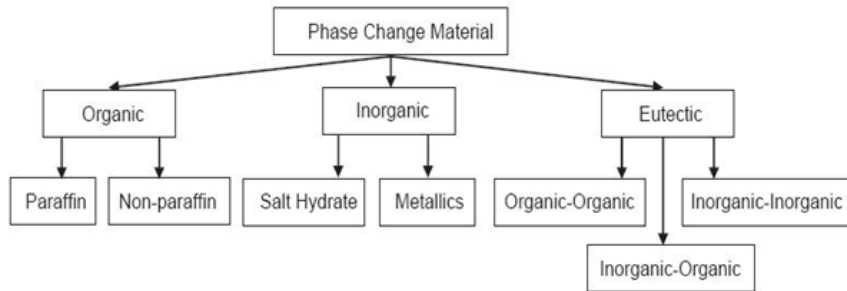 Phase Change Material
Organic
Inorganic
Eutectic
Paraffin
Non-paraffin
Salt Hydrate
Metallics
Organic-Organic
Inorganic-Inorganic
Inorganic-Organic